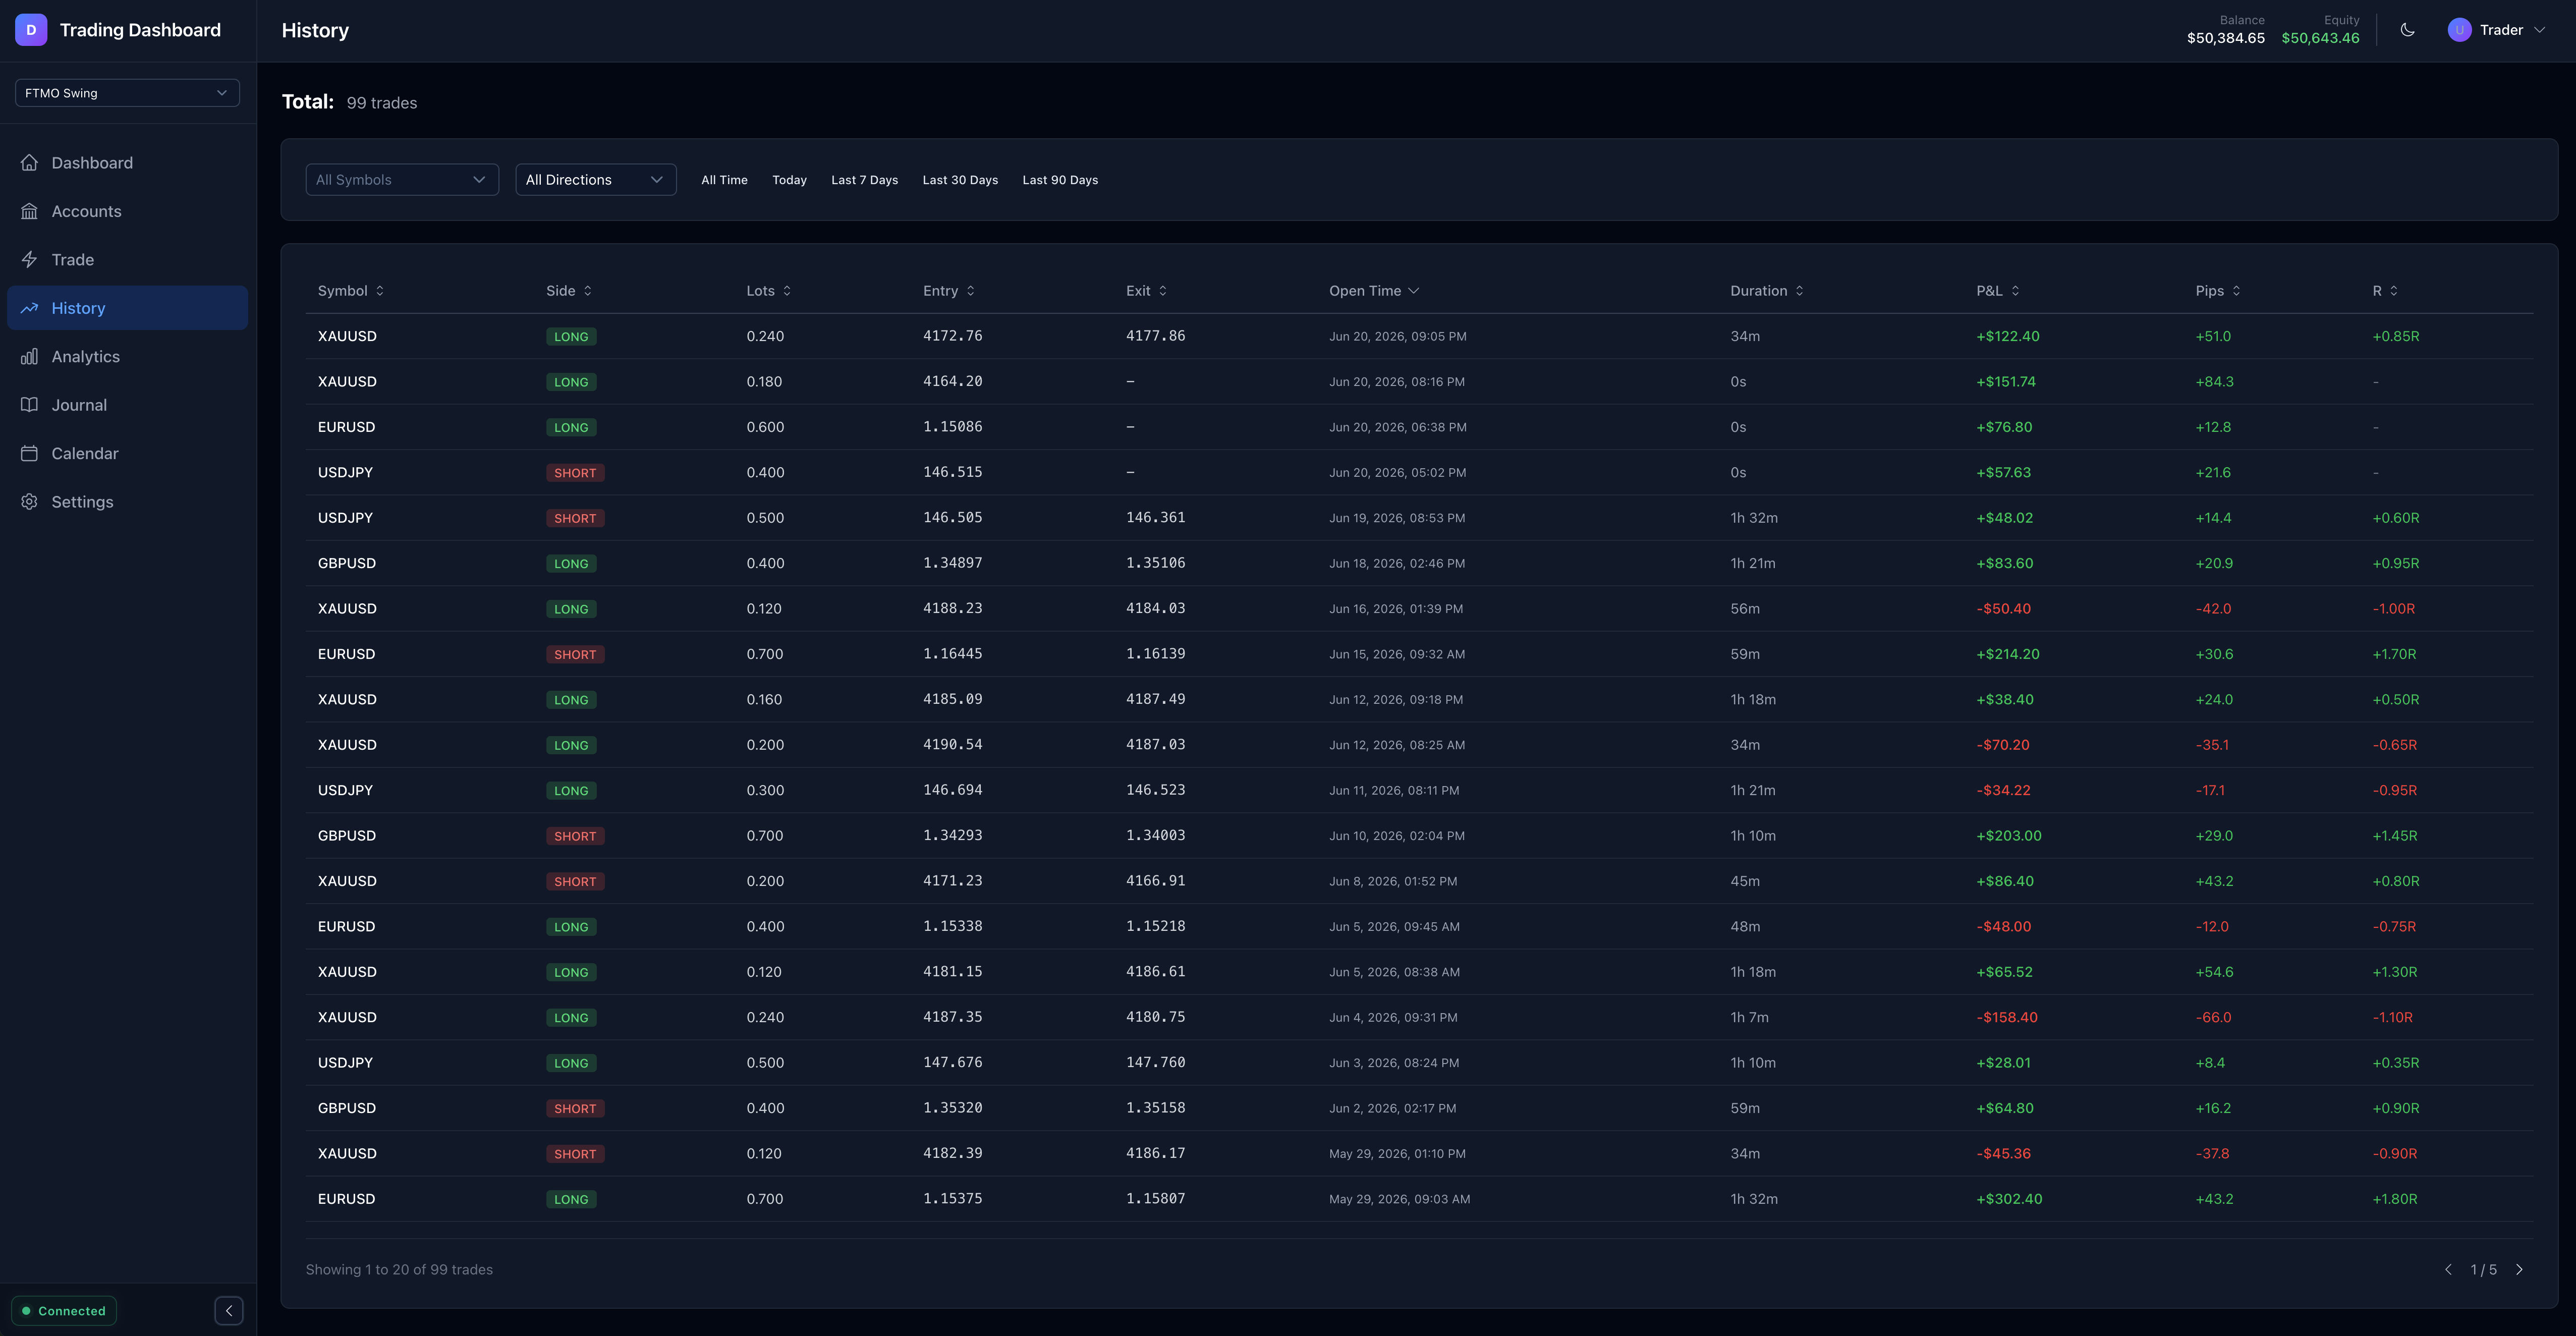 D Trading Dashboard
FTMO Swing
Dashboard
Accounts
Trade
History
Analytics
Journal
Calendar
Settings
Connected
History
Balance Equity
$50,384.65 $50,643.46
U Trader
Total: 99 trades
All Symbols All Directions All Time Today Last 7 Days Last 30 Days Last 90 Days
Symbol Side Lots Entry Exit Open Time Duration P&L Pips R
XAUUSD LONG 0.240 4172.76 4177.86 Jun 20, 2026, 09:05 PM 34m +$122.40 +51.0 +0.85R
XAUUSD LONG 0.180 4164.20 – Jun 20, 2026, 08:16 PM 0s +$151.74 +84.3 -
EURUSD LONG 0.600 1.15086 – Jun 20, 2026, 06:38 PM 0s +$76.80 +12.8 -
USDJPY SHORT 0.400 146.515 – Jun 20, 2026, 05:02 PM 0s +$57.63 +21.6 -
USDJPY SHORT 0.500 146.505 146.361 Jun 19, 2026, 08:53 PM 1h 32m +$48.02 +14.4 +0.60R
GBPUSD LONG 0.400 1.34897 1.35106 Jun 18, 2026, 02:46 PM 1h 21m +$83.60 +20.9 +0.95R
XAUUSD LONG 0.120 4188.23 4184.03 Jun 16, 2026, 01:39 PM 56m -$50.40 -42.0 -1.00R
EURUSD SHORT 0.700 1.16445 1.16139 Jun 15, 2026, 09:32 AM 59m +$214.20 +30.6 +1.70R
XAUUSD LONG 0.160 4185.09 4187.49 Jun 12, 2026, 09:18 PM 1h 18m +$38.40 +24.0 +0.50R
XAUUSD LONG 0.200 4190.54 4187.03 Jun 12, 2026, 08:25 AM 34m -$70.20 -35.1 -0.65R
USDJPY LONG 0.300 146.694 146.523 Jun 11, 2026, 08:11 PM 1h 21m -$34.22 -17.1 -0.95R
GBPUSD SHORT 0.700 1.34293 1.34003 Jun 10, 2026, 02:04 PM 1h 10m +$203.00 +29.0 +1.45R
XAUUSD SHORT 0.200 4171.23 4166.91 Jun 8, 2026, 01:52 PM 45m +$86.40 +43.2 +0.80R
EURUSD LONG 0.400 1.15338 1.15218 Jun 5, 2026, 09:45 AM 48m -$48.00 -12.0 -0.75R
XAUUSD LONG 0.120 4181.15 4186.61 Jun 5, 2026, 08:38 AM 1h 18m +$65.52 +54.6 +1.30R
XAUUSD LONG 0.240 4187.35 4180.75 Jun 4, 2026, 09:31 PM 1h 7m -$158.40 -66.0 -1.10R
USDJPY LONG 0.500 147.676 147.760 Jun 3, 2026, 08:24 PM 1h 10m +$28.01 +8.4 +0.35R
GBPUSD SHORT 0.400 1.35320 1.35158 Jun 2, 2026, 02:17 PM 59m +$64.80 +16.2 +0.90R
XAUUSD SHORT 0.120 4182.39 4186.17 May 29, 2026, 01:10 PM 34m -$45.36 -37.8 -0.90R
EURUSD LONG 0.700 1.15375 1.15807 May 29, 2026, 09:03 AM 1h 32m +$302.40 +43.2 +1.80R
Showing 1 to 20 of 99 trades 1 / 5